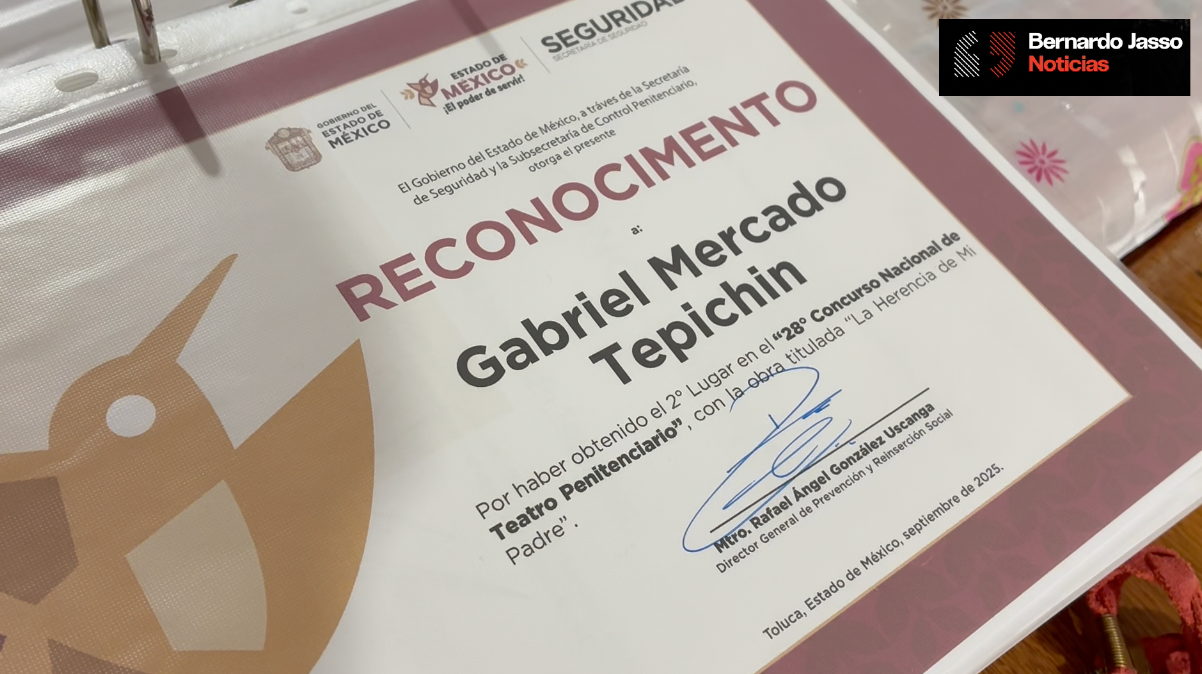 Bernardo Jasso
Noticias
GOBIERNO DEL
ESTADO DE
MÉXICO
ESTADO DE
MÉXICO
¡El poder de servir!
SEGURIDAD
SECRETARÍA DE SEGURIDAD
El Gobierno del Estado de México, a tráves de la Secretaría
de Seguridad y la Subsecretaría de Control Penitenciario,
otorga el presente
RECONOCIMENTO
a:
Gabriel Mercado
Tepichin
Por haber obtenido el 2° Lugar en el “28° Concurso Nacional de
Teatro Penitenciario”, con la obra titulada “La Herencia de Mi
Padre”.
Mtro. Rafael Ángel González Uscanga
Director General de Prevención y Reinserción Social
Toluca, Estado de México, septiembre de 2025.